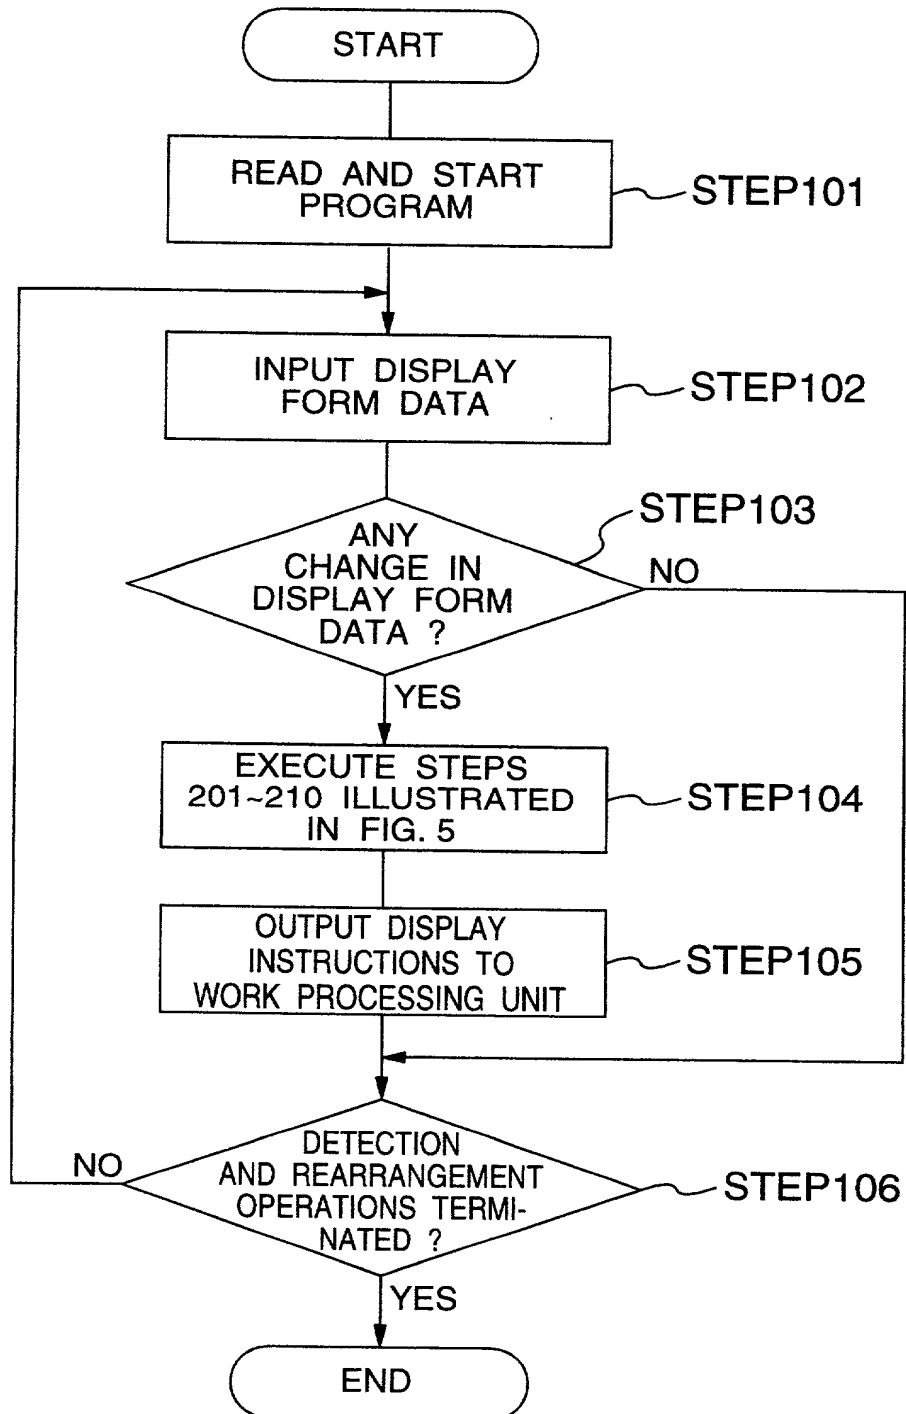 START
READ AND START
PROGRAM
STEP101
INPUT DISPLAY
FORM DATA
STEP102
STEP103
ANY
CHANGE IN
DISPLAY FORM
DATA ?
NO
YES
EXECUTE STEPS
201~210 ILLUSTRATED
IN FIG. 5
STEP104
OUTPUT DISPLAY
INSTRUCTIONS TO
WORK PROCESSING UNIT
STEP105
DETECTION
AND REARRANGEMENT
OPERATIONS TERMI-
NATED ?
NO
STEP106
YES
END